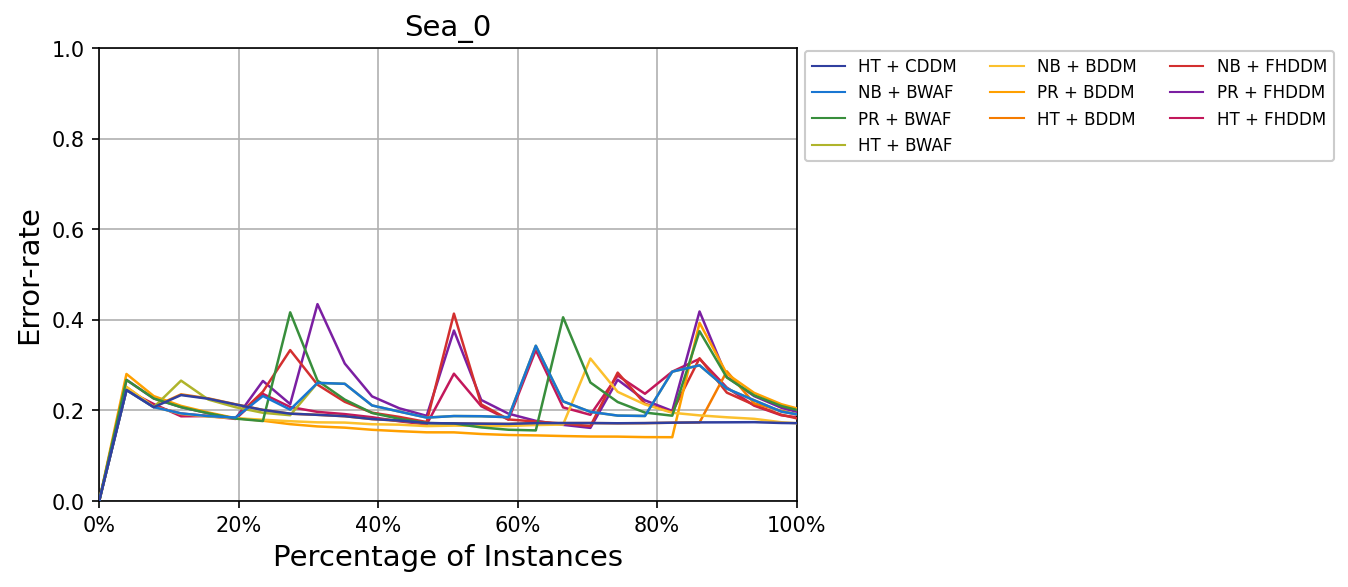 Sea_0
1.0
0.8
0.6
0.4
0.2
0.0
Error-rate
0% 20% 40% 60% 80% 100%
Percentage of Instances
HT + CDDM
NB + BWAF
PR + BWAF
HT + BWAF
NB + BDDM
PR + BDDM
HT + BDDM
NB + FHDDM
PR + FHDDM
HT + FHDDM